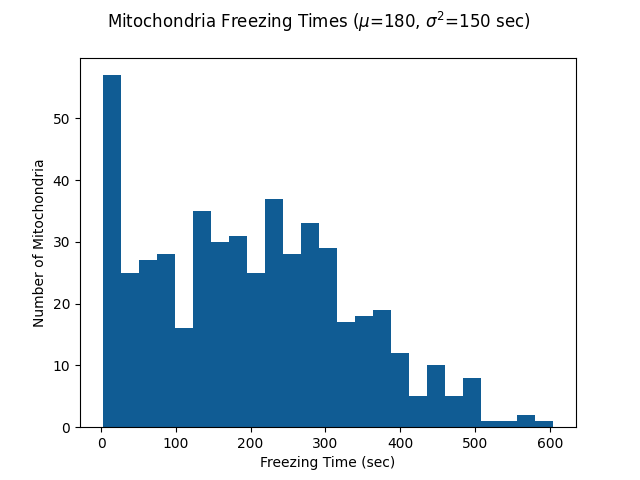 Mitochondria Freezing Times (μ=180, σ²=150 sec)
Number of Mitochondria
50
40
30
20
10
0
0 100 200 300 400 500 600
Freezing Time (sec)